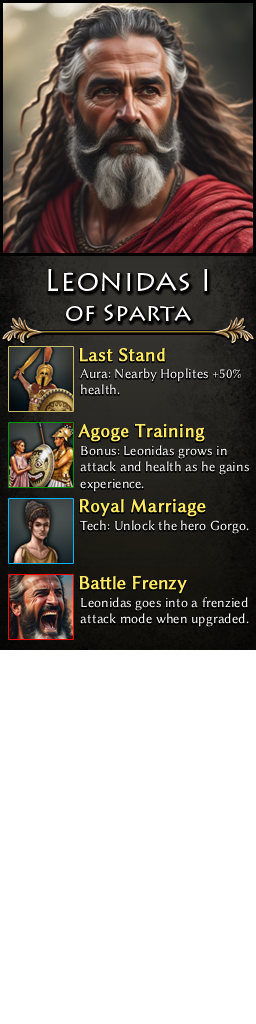 Leonidas I
of Sparta
Last Stand
Aura: Nearby Hoplites +50%
health.
Agoge Training
Bonus: Leonidas grows in
attack and health as he gains
experience.
Royal Marriage
Tech: Unlock the hero Gorgo.
Battle Frenzy
Leonidas goes into a frenzied
attack mode when upgraded.